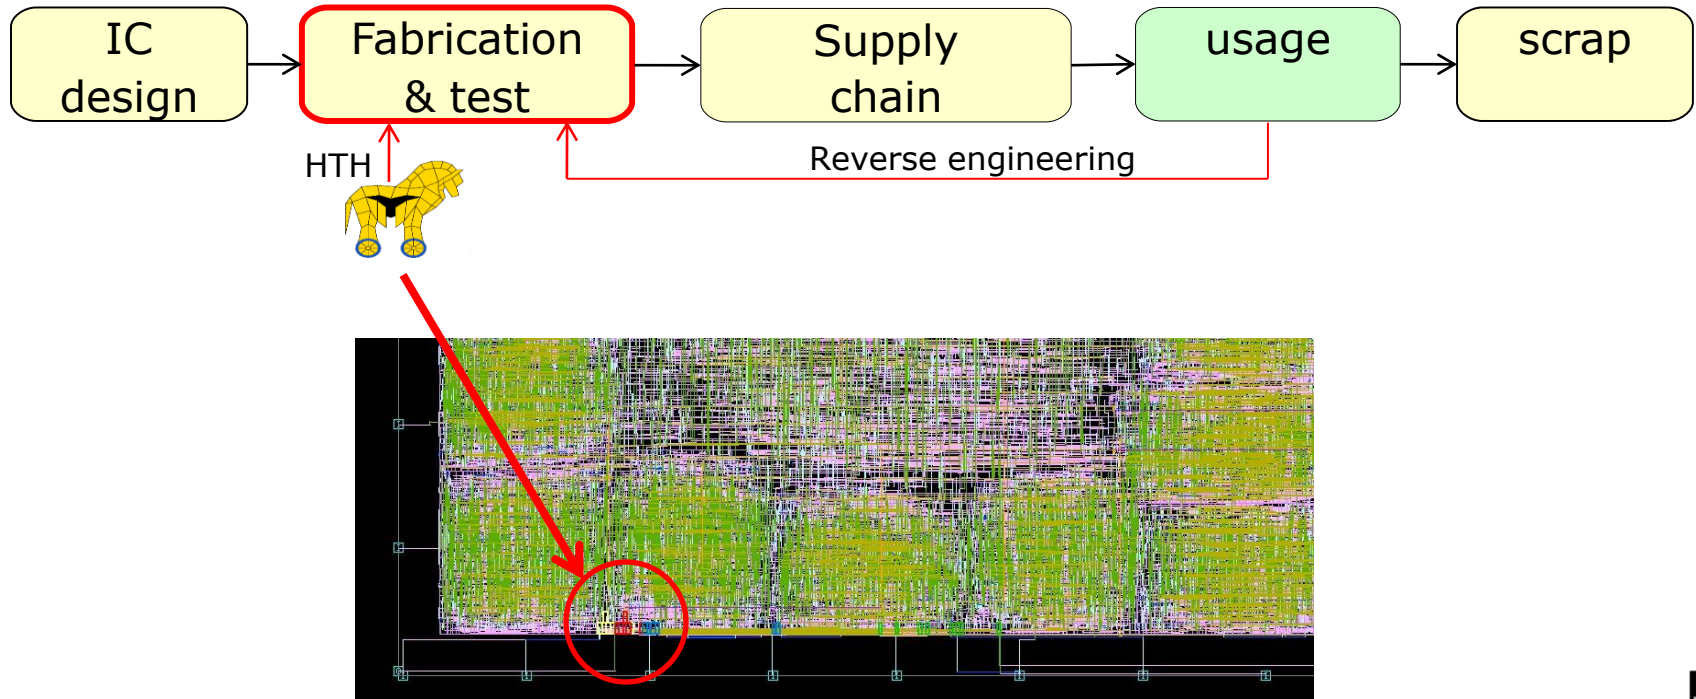 IC
design
Fabrication
& test
Supply
chain
usage
scrap
HTH
Reverse engineering